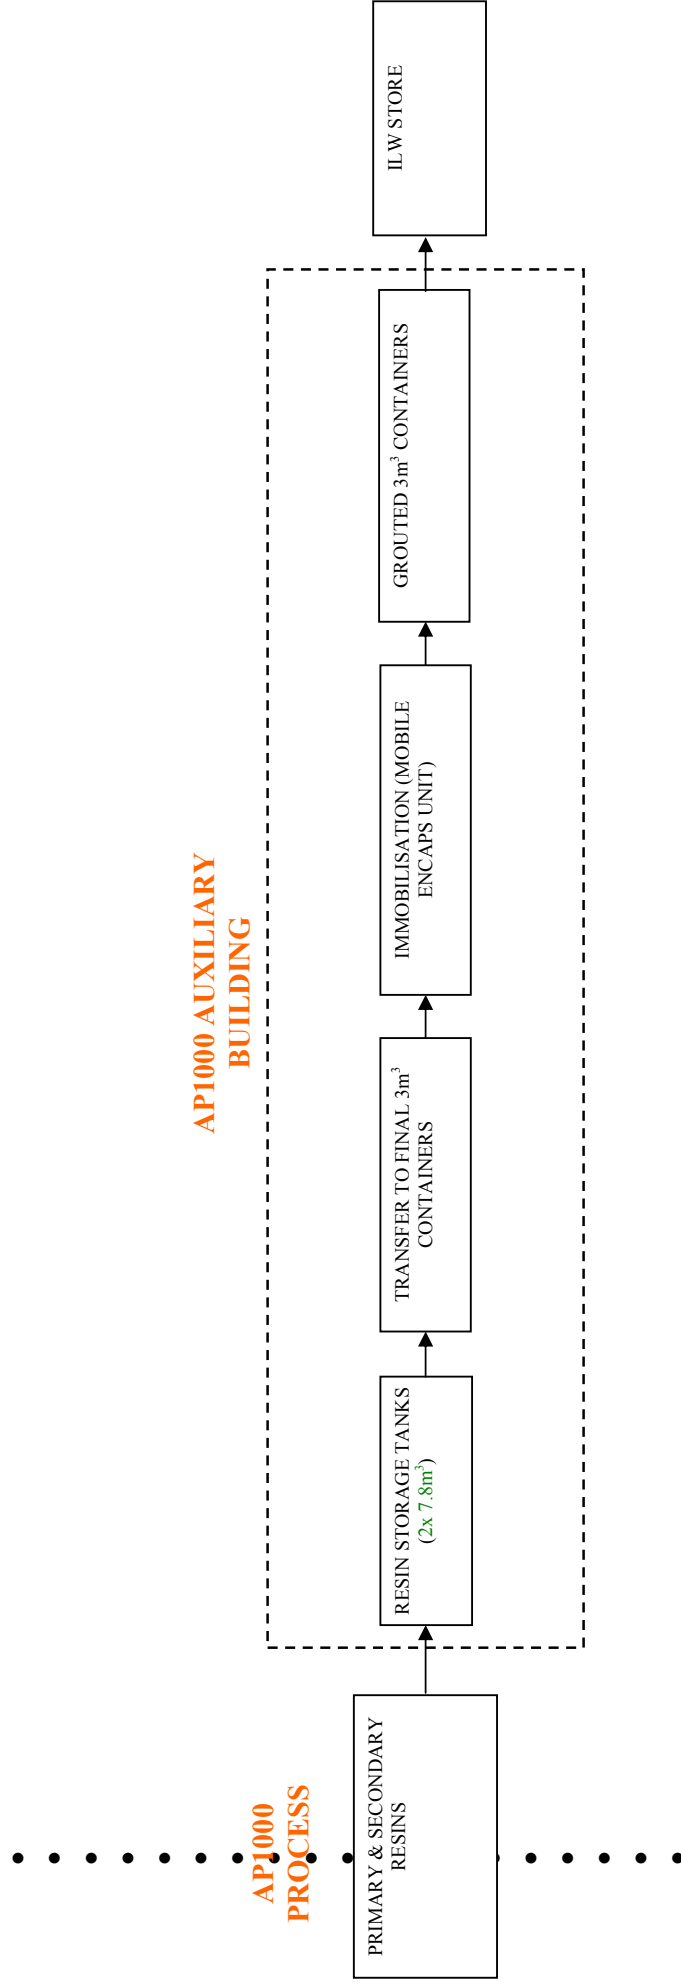 AP1000
PROCESS
PRIMARY & SECONDARY
RESINS
AP1000 AUXILIARY
BUILDING
RESIN STORAGE TANKS
(2x 7.8m³)
TRANSFER TO FINAL 3m³
CONTAINERS
IMMOBILISATION (MOBILE
ENCAPS UNIT)
GROUTED 3m³ CONTAINERS
ILW STORE